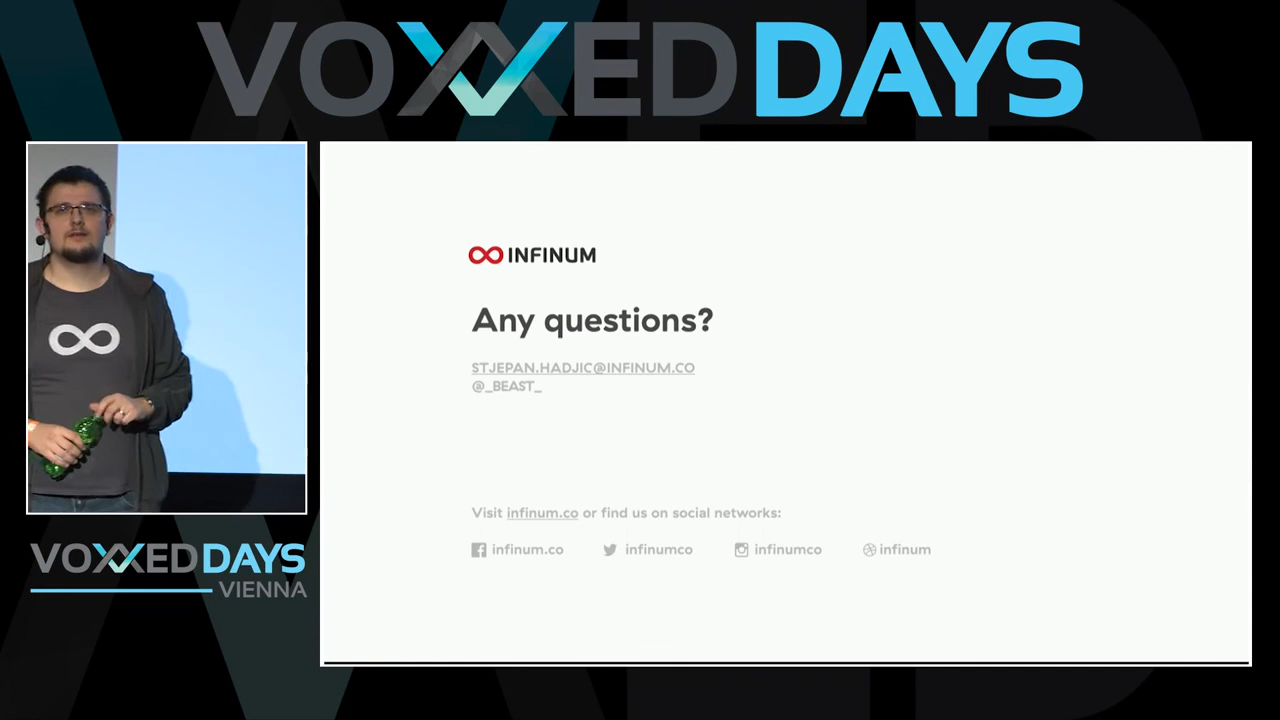 VOXXED DAYS
INFINUM
Any questions?
STJEPAN.HADJIC@INFINUM.CO
@_BEAST_
Visit infinum.co or find us on social networks:
infinum.co infinumco infinumco infinum
VOXXED DAYS
VIENNA